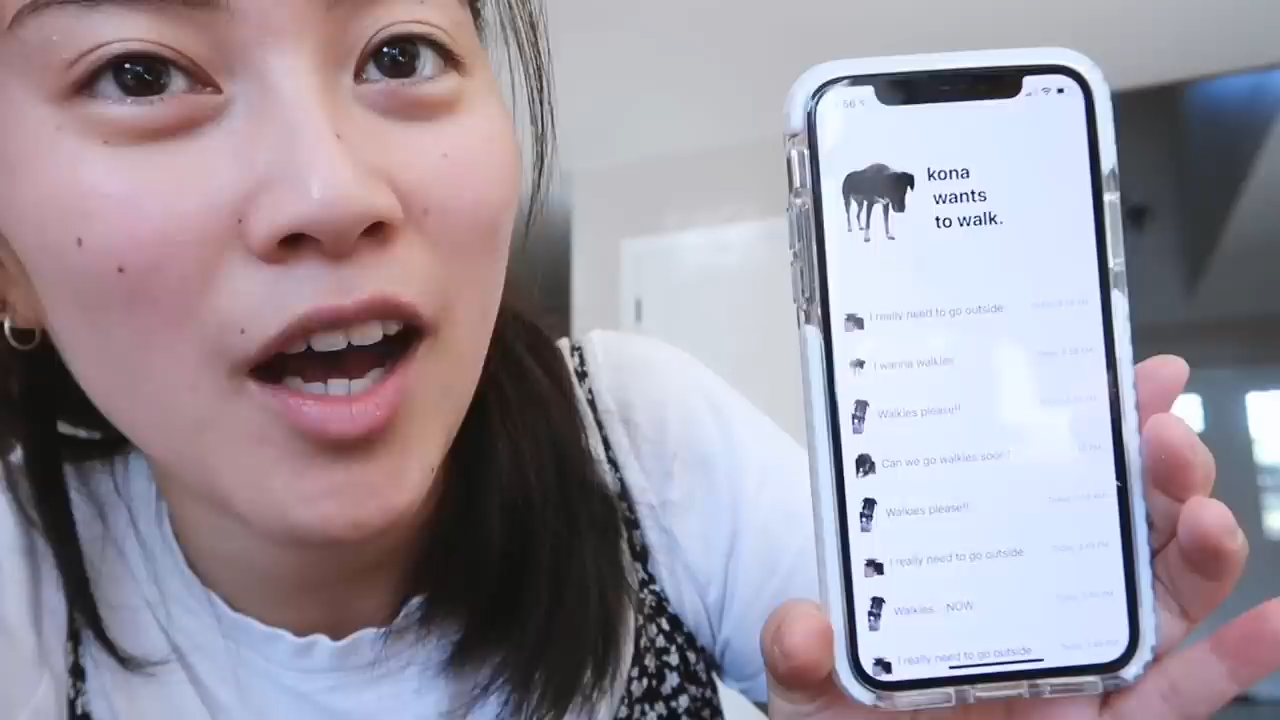 56
kona
wants
to walk.
I really need to go outside
I wanna walkies
Walkies please!!
Can we go walkies soon
Walkies please!!
I really need to go outside
Walkies... NOW
I really need to go outside